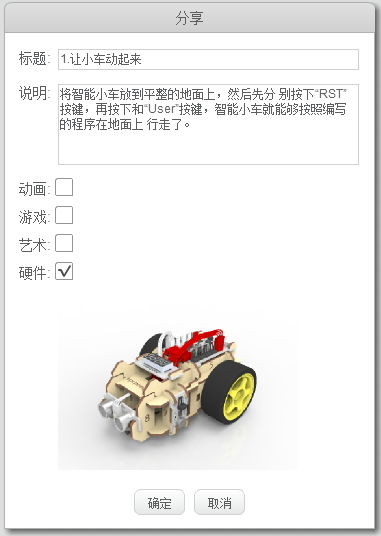 分享
标题: 1.让小车动起来
说明: 将智能小车放到平整的地面上，然后先分 别按下“RST”
按键，再按下和“User”按键，智能小车就能够按照编写
的程序在地面上 行走了。
动画:
游戏:
艺术:
硬件:
确定 取消